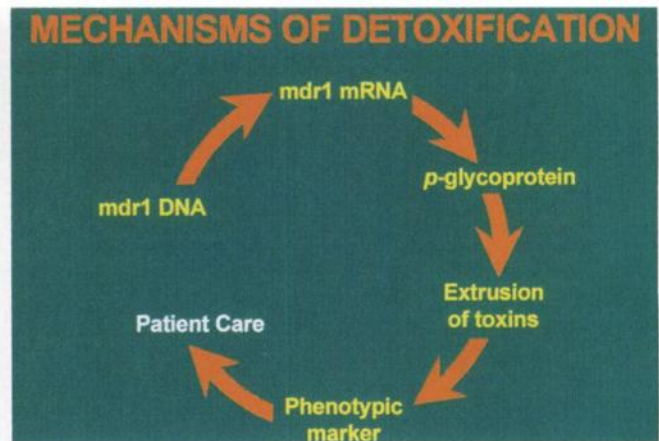 MECHANISMS OF DETOXIFICATION
mdr1 mRNA
p-glycoprotein
mdr1 DNA
Extrusion
of toxins
Patient Care
Phenotypic
marker